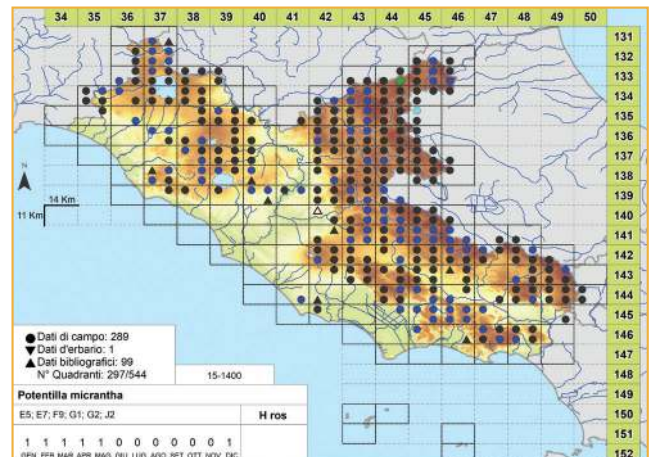 34 35 36 37 38 39 40 41 42 43 44 45 46 47 48 49 50
131
132
133
134
135
136
137
138
139
140
141
142
143
144
145
146
147
148
149
150
151
152
N
14 Km
11 Km
● Dati di campo: 289
▼ Dati d'erbario: 1
▲ Dati bibliografici: 99
N° Quadranti: 297/544
15-1400
Potentilla micrantha
E5; E7; F9; G1; G2; J2
H ros
1 1 1 1 1 0 0 0 0 0 0 1
GEN FEB MAR APR MAG GIU LUG AGO SET OTT NOV DIC